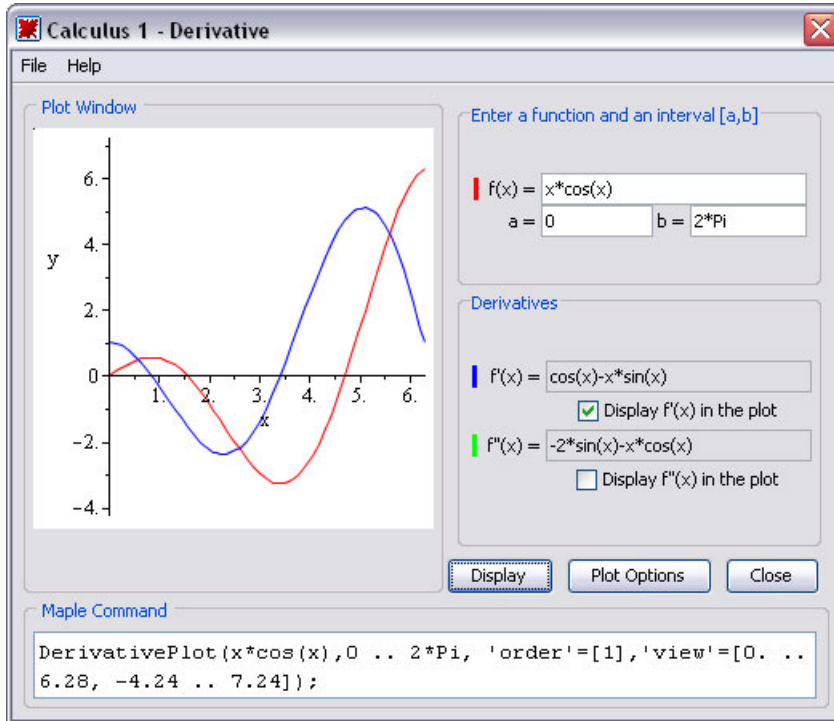 Calculus 1 - Derivative
File Help
Plot Window
6.
4.
y
2.
0
1. 2. 3. 4. 5. 6.
x
-2.
-4.
Enter a function and an interval [a,b]
f(x) = x*cos(x)
a = 0 b = 2*Pi
Derivatives
f'(x) = cos(x)-x*sin(x)
Display f'(x) in the plot
f''(x) = -2*sin(x)-x*cos(x)
Display f''(x) in the plot
Display Plot Options Close
Maple Command
DerivativePlot(x*cos(x),0 .. 2*Pi, 'order'=[1],'view'=[0. ..
6.28, -4.24 .. 7.24]);